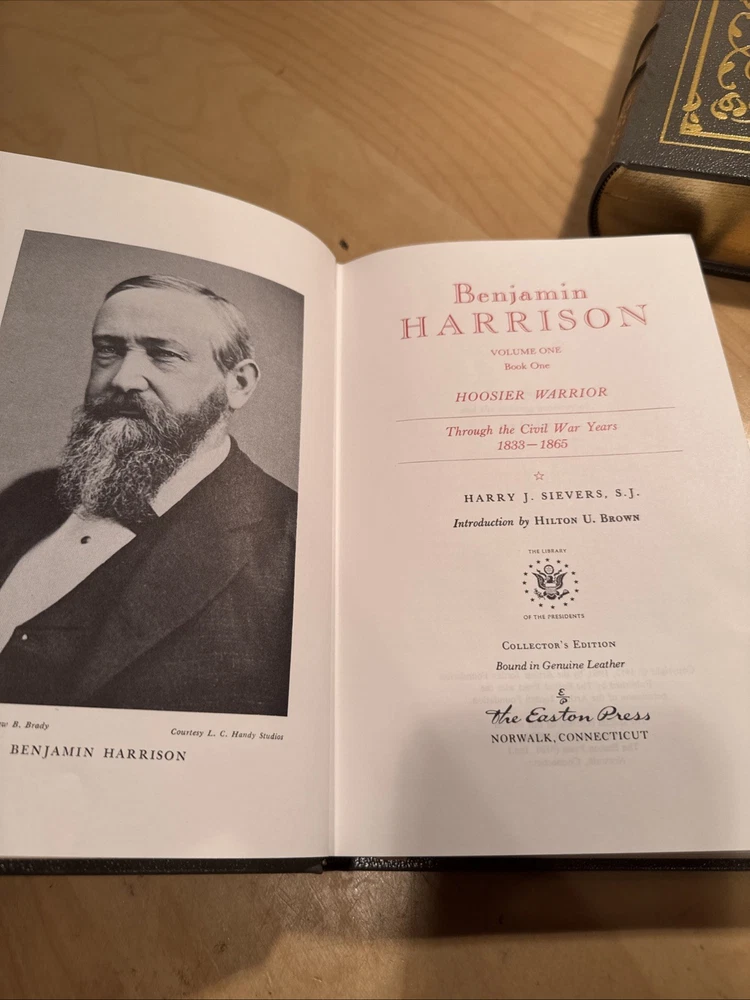 w B. Brady
Courtesy L. C. Handy Studios
BENJAMIN HARRISON
Benjamin
HARRISON
VOLUME ONE
Book One
HOOSIER WARRIOR
Through the Civil War Years
1833–1865
HARRY J. SIEVERS, S.J.
Introduction by HILTON U. BROWN
THE LIBRARY
OF THE PRESIDENTS
COLLECTOR'S EDITION
Bound in Genuine Leather
The Easton Press
NORWALK, CONNECTICUT